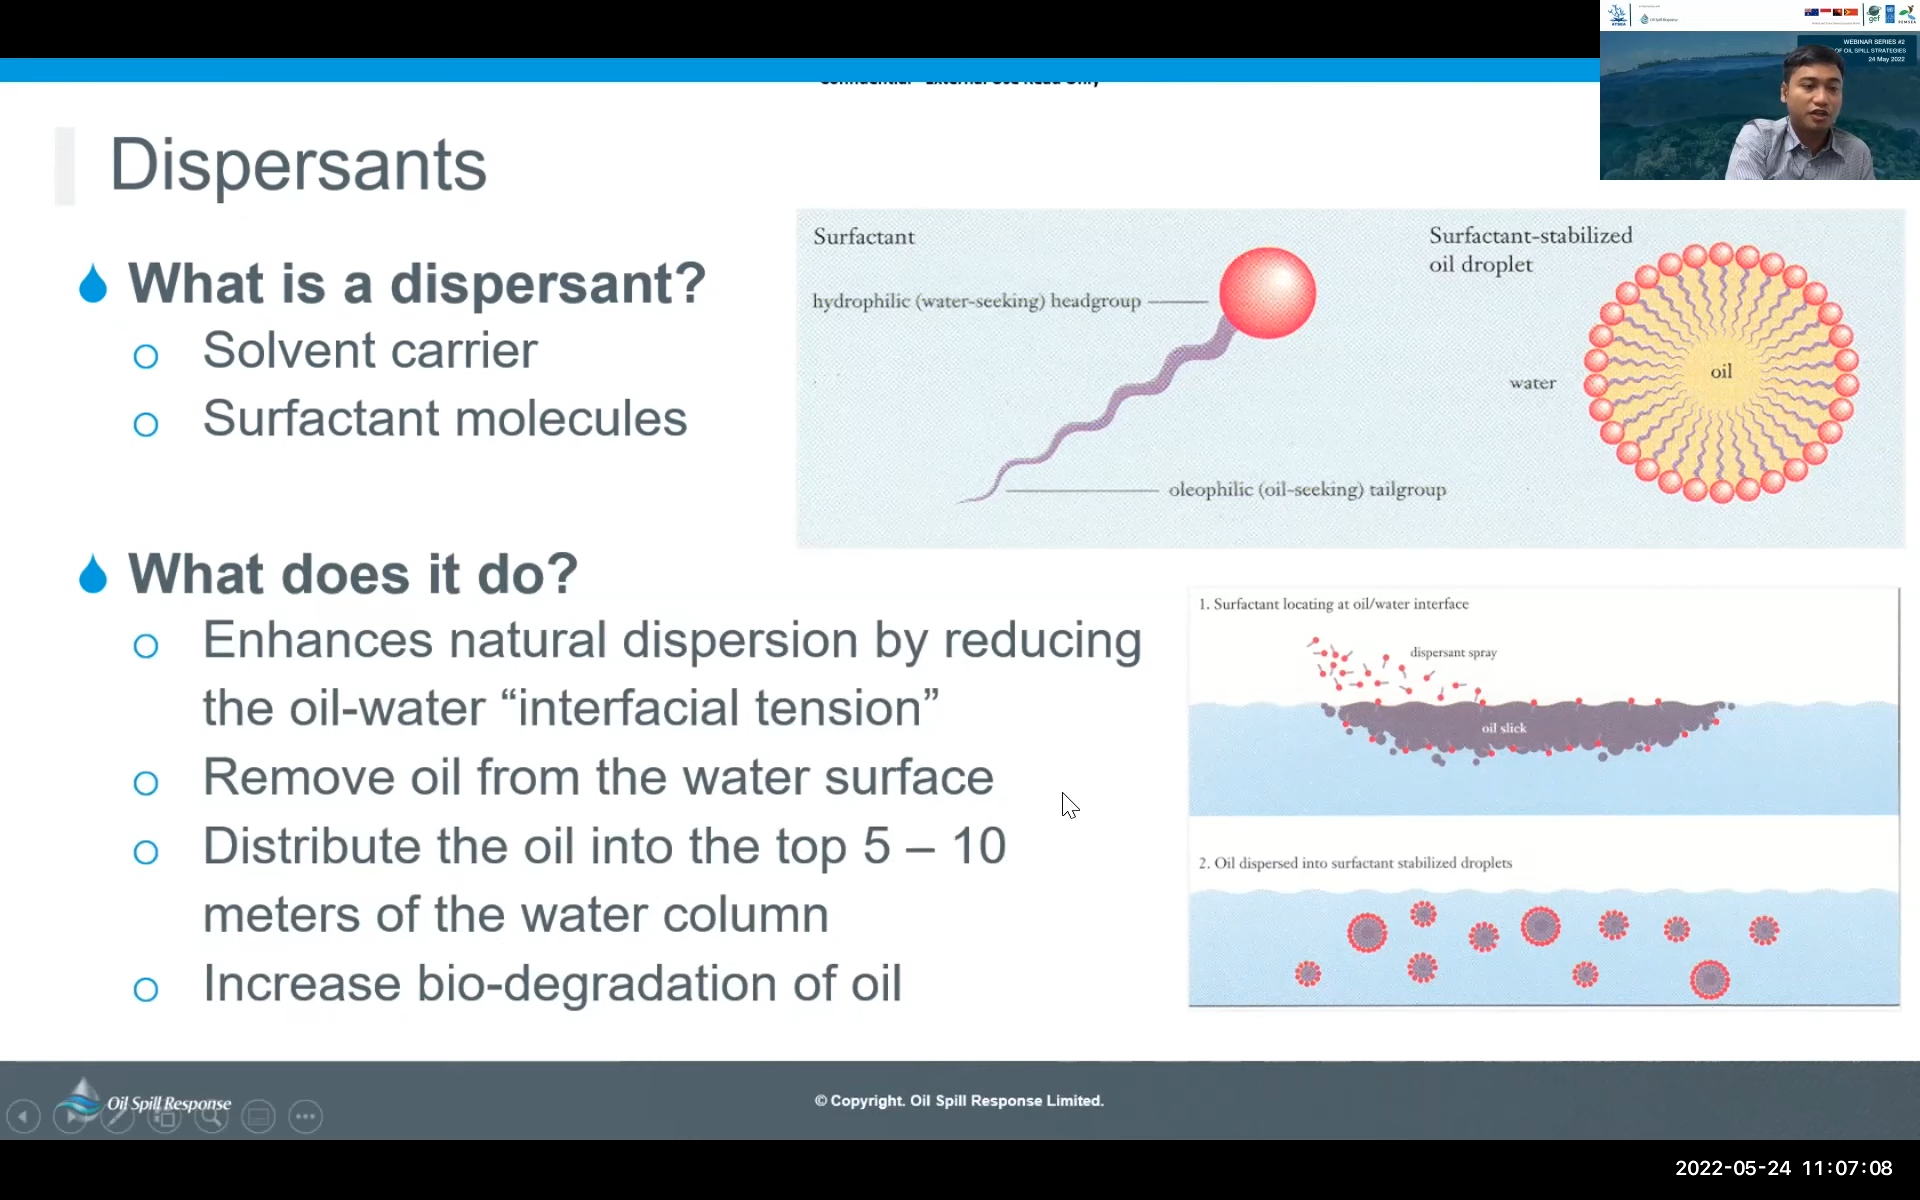 Confidential - External Use Read Only
WEBINAR SERIES #2
OF OIL SPILL STRATEGIES
24 May 2022
Dispersants
What is a dispersant?
Solvent carrier
Surfactant molecules
What does it do?
Enhances natural dispersion by reducing
the oil-water “interfacial tension”
Remove oil from the water surface
Distribute the oil into the top 5 – 10
meters of the water column
Increase bio-degradation of oil
Surfactant
hydrophilic (water-seeking) headgroup
oleophilic (oil-seeking) tailgroup
Surfactant-stabilized
oil droplet
water
oil
1. Surfactant locating at oil/water interface
dispersant spray
oil slick
2. Oil dispersed into surfactant stabilized droplets
Oil Spill Response
© Copyright. Oil Spill Response Limited.
2022-05-24 11:07:08